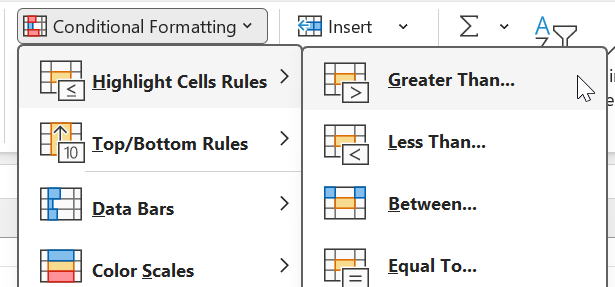 Conditional Formatting
Insert
Highlight Cells Rules
Top/Bottom Rules
Data Bars
Color Scales
Greater Than...
Less Than...
Between...
Equal To...